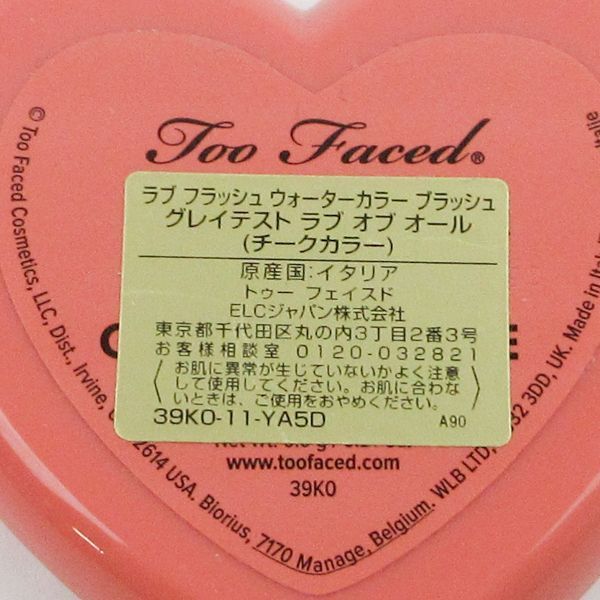 Too Faced®
ラブ フラッシュ ウォーターカラー ブラッシュ
グレイテスト ラブ オブ オール
(チークカラー)
原産国:イタリア
トゥー フェイスド
ELCジャパン株式会社
東京都千代田区丸の内3丁目2番3号
お客様相談室 0120-032821
お肌に異常が生じていないかよく注意
して使用してください。お肌に合わな
いときは、ご使用をおやめください。
39K0-11-YA5D A90
www.toofaced.com
39K0
© Too Faced Cosmetics, LLC, Dist., Irvine, 2614 USA. Biorius, 7170 Manage, Belgium. WLB LTD, 32 3DD, UK. Made in